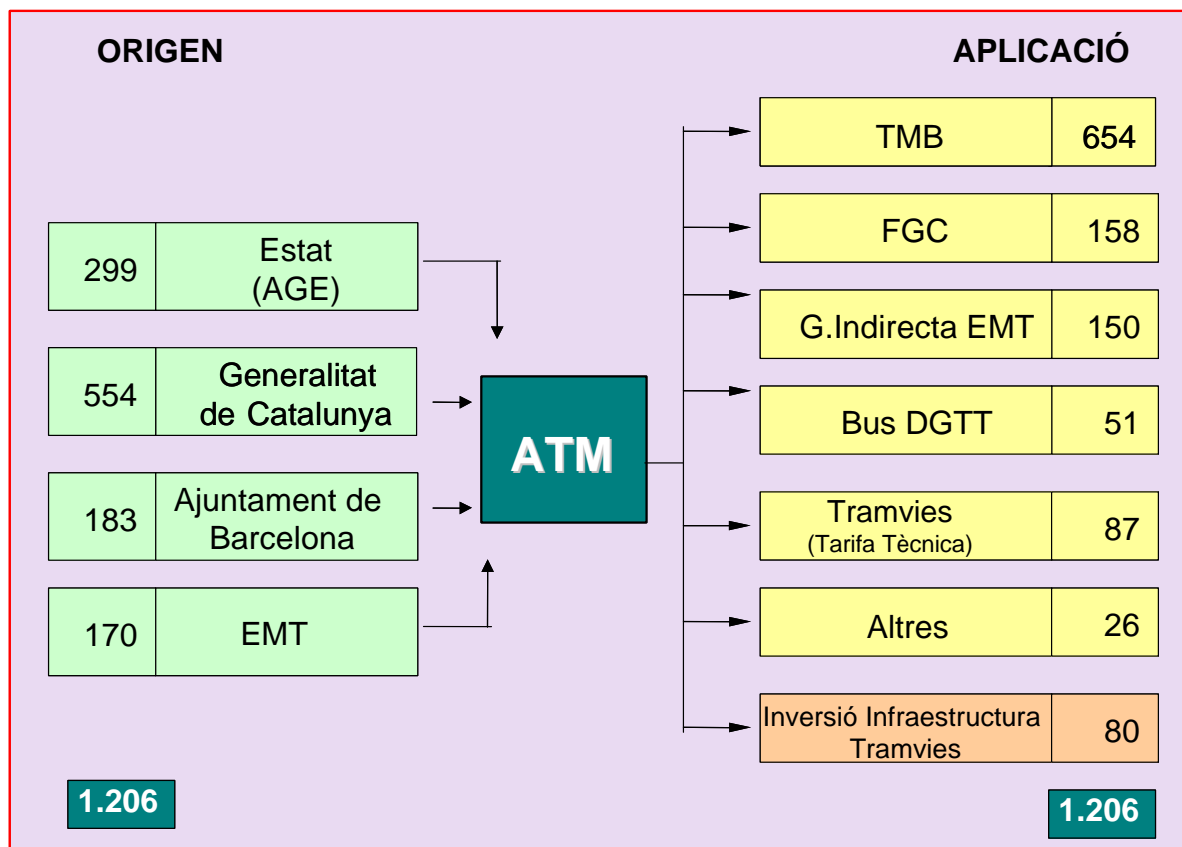 ORIGEN
APLICACIÓ
299
Estat
(AGE)
554
Generalitat
de Catalunya
183
Ajuntament de
Barcelona
170
EMT
1.206
ATM
TMB
654
FGC
158
G.Indirecta EMT
150
Bus DGTT
51
Tramvies
(Tarifa Tècnica)
87
Altres
26
Inversió Infraestructura
Tramvies
80
1.206